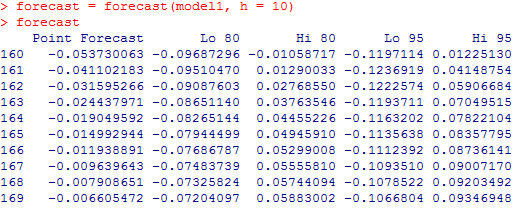 > forecast = forecast(model1, h = 10)
> forecast
    Point Forecast       Lo 80       Hi 80      Lo 95      Hi 95
160   -0.053730063 -0.09687296 -0.01058717 -0.1197114 0.01225130
161   -0.041102183 -0.09510470  0.01290033 -0.1236919 0.04148754
162   -0.031595266 -0.09087603  0.02768550 -0.1222574 0.05906684
163   -0.024437971 -0.08651140  0.03763546 -0.1193711 0.07049515
164   -0.019049592 -0.08265144  0.04455226 -0.1163202 0.07822104
165   -0.014992944 -0.07944499  0.04945910 -0.1135638 0.08357795
166   -0.011938891 -0.07686787  0.05299008 -0.1112392 0.08736141
167   -0.009639643 -0.07483739  0.05555810 -0.1093510 0.09007170
168   -0.007908651 -0.07325824  0.05744094 -0.1078522 0.09203492
169   -0.006605472 -0.07204097  0.05883002 -0.1066804 0.09346948